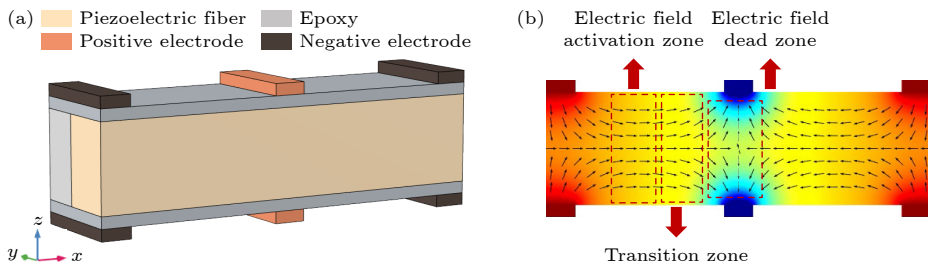 (a)
Piezoelectric fiber
Epoxy
Positive electrode
Negative electrode
z
y
x
(b)
Electric field
activation zone
Electric field
dead zone
Transition zone